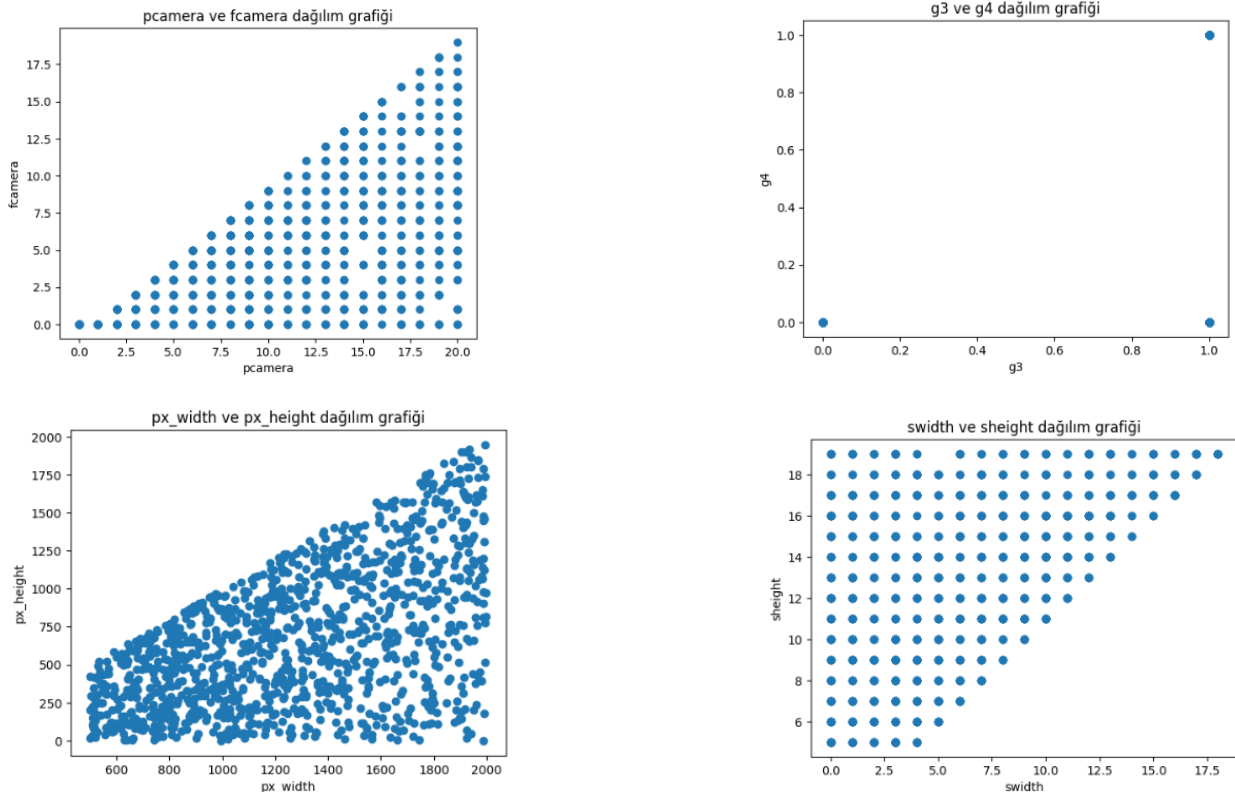 pcamera ve fcamera dağılım grafiği
17.5
15.0
12.5
10.0
7.5
5.0
2.5
0.0
fcamera
0.0 2.5 5.0 7.5 10.0 12.5 15.0 17.5 20.0
pcamera
g3 ve g4 dağılım grafiği
1.0
0.8
0.6
0.4
0.2
0.0
g4
0.0 0.2 0.4 0.6 0.8 1.0
g3
px_width ve px_height dağılım grafiği
2000
1750
1500
1250
1000
750
500
250
0
px_height
600 800 1000 1200 1400 1600 1800 2000
px_width
swidth ve sheight dağılım grafiği
18
16
14
12
10
8
6
sheight
0.0 2.5 5.0 7.5 10.0 12.5 15.0 17.5
swidth